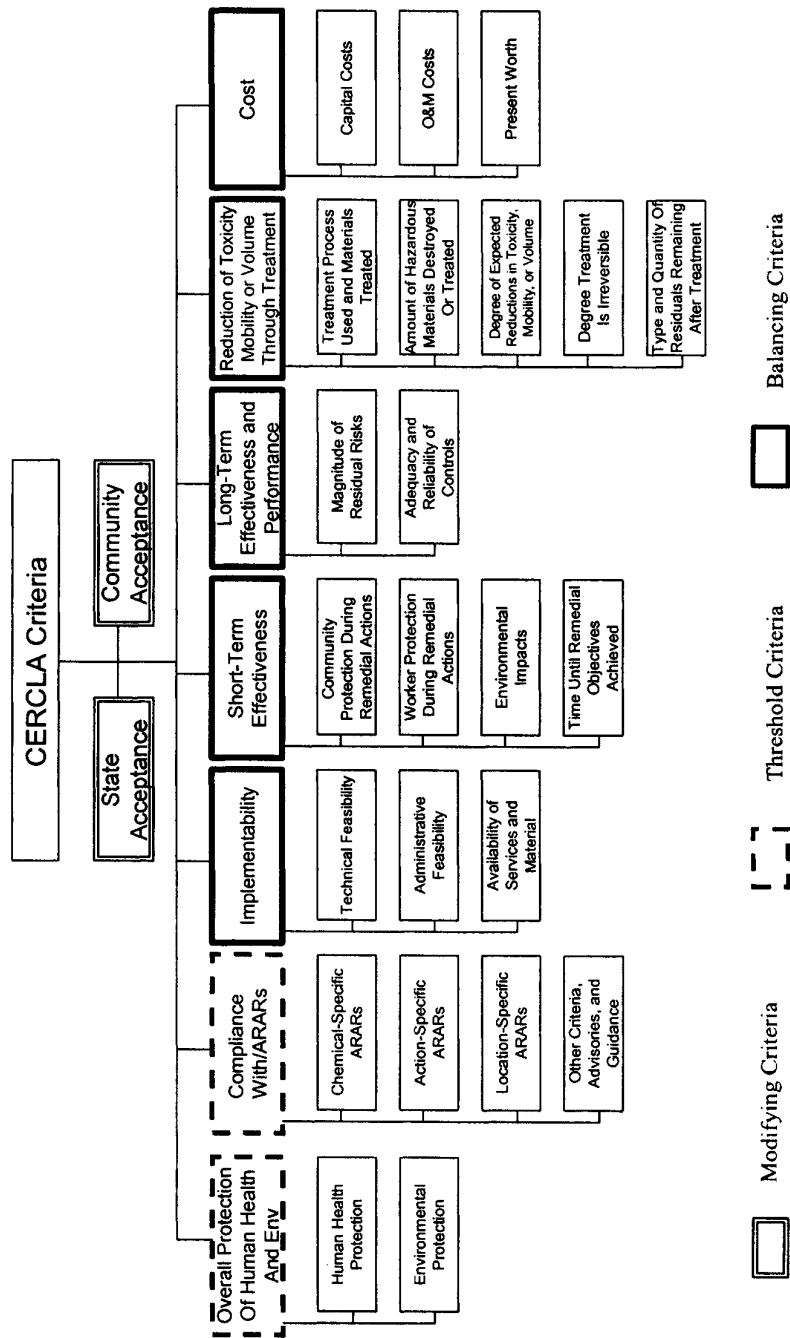 CERCLA Criteria
State
Acceptance
Community
Acceptance
Overall Protection
Of Human Health
And Env
Human Health
Protection
Environmental
Protection
Compliance
With/ARARs
Chemical-Specific
ARARs
Action-Specific
ARARs
Location-Specific
ARARs
Other Criteria,
Advisories, and
Guidance
Implementability
Technical Feasibility
Administrative
Feasibility
Availability of
Services and
Material
Short-Term
Effectiveness
Community
Protection During
Remedial Actions
Worker Protection
During Remedial
Actions
Environmental
Impacts
Time Until Remedial
Objectives
Achieved
Long-Term
Effectiveness and
Performance
Magnitude of
Residual Risks
Adequacy and
Reliability of
Controls
Reduction of Toxicity
Mobility or Volume
Through Treatment
Treatment Process
Used and Materials
Treated
Amount of Hazardous
Materials Destroyed
Or Treated
Degree of Expected
Reductions in Toxicity,
Mobility, or Volume
Degree Treatment
Is Irreversible
Type and Quantity Of
Residuals Remaining
After Treatment
Cost
Capital Costs
O&M Costs
Present Worth
Modifying Criteria
Threshold Criteria
Balancing Criteria